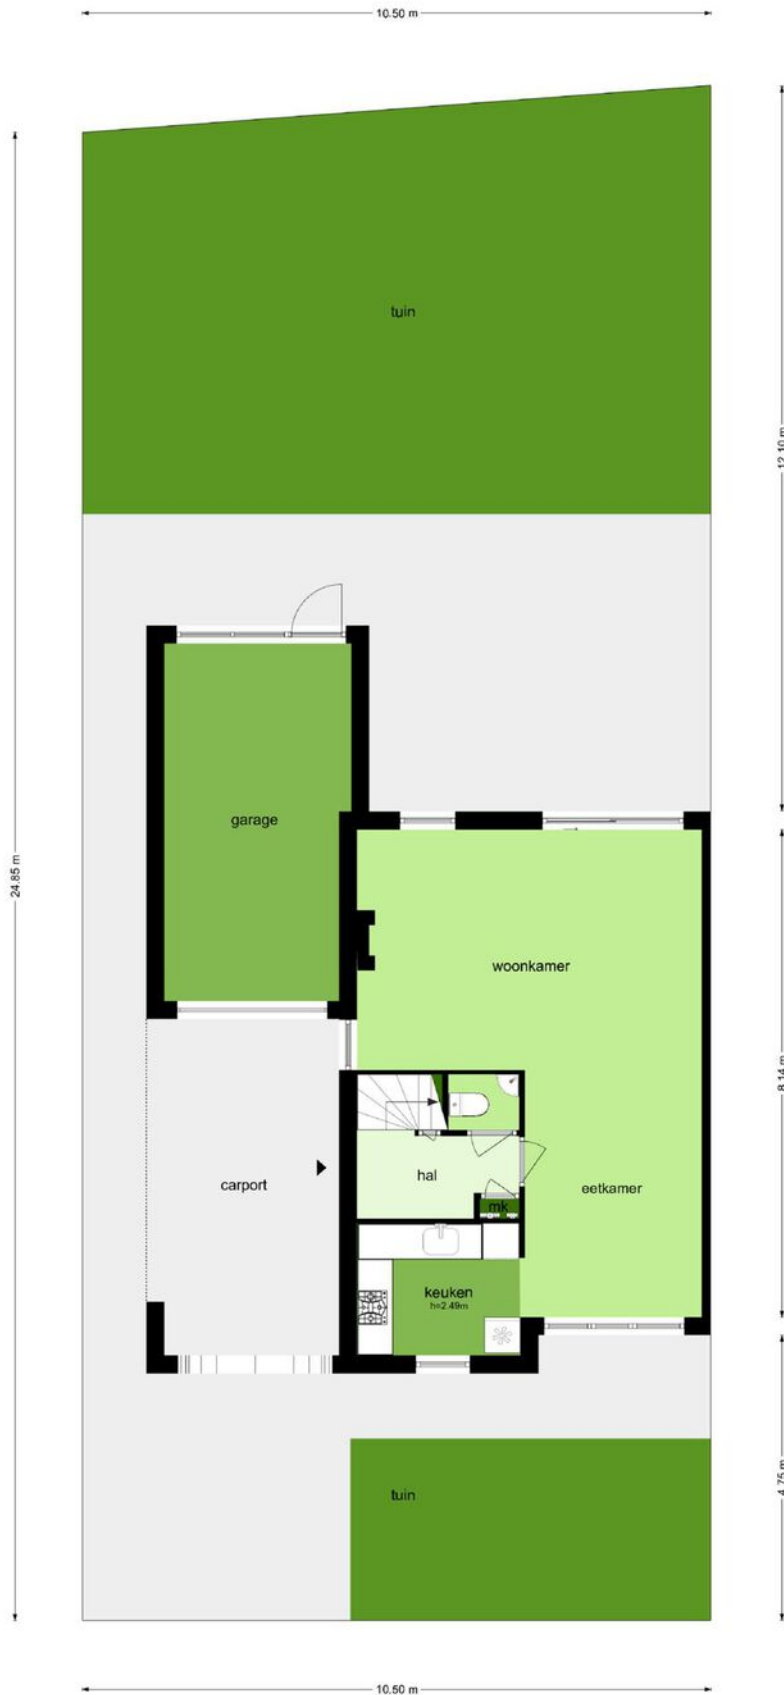 10.50 m
tuin
12.10 m
garage
24.85 m
woonkamer
8.14 m
hal
carport
eetkamer
mk
keuken
h=2.49m
tuin
4.75 m
10.50 m